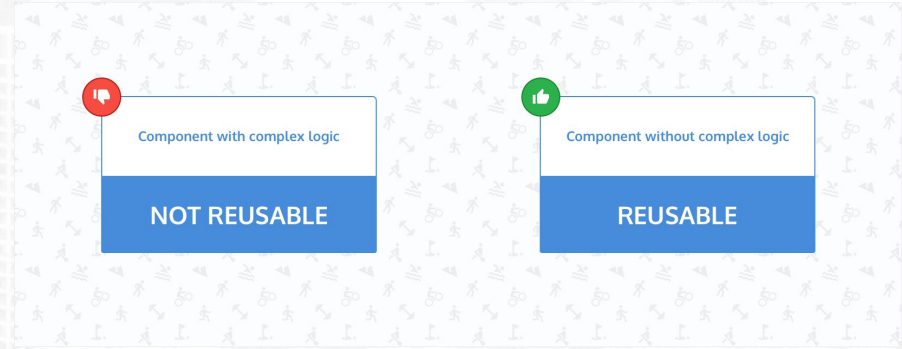 Component with complex logic
NOT REUSABLE
Component without complex logic
REUSABLE